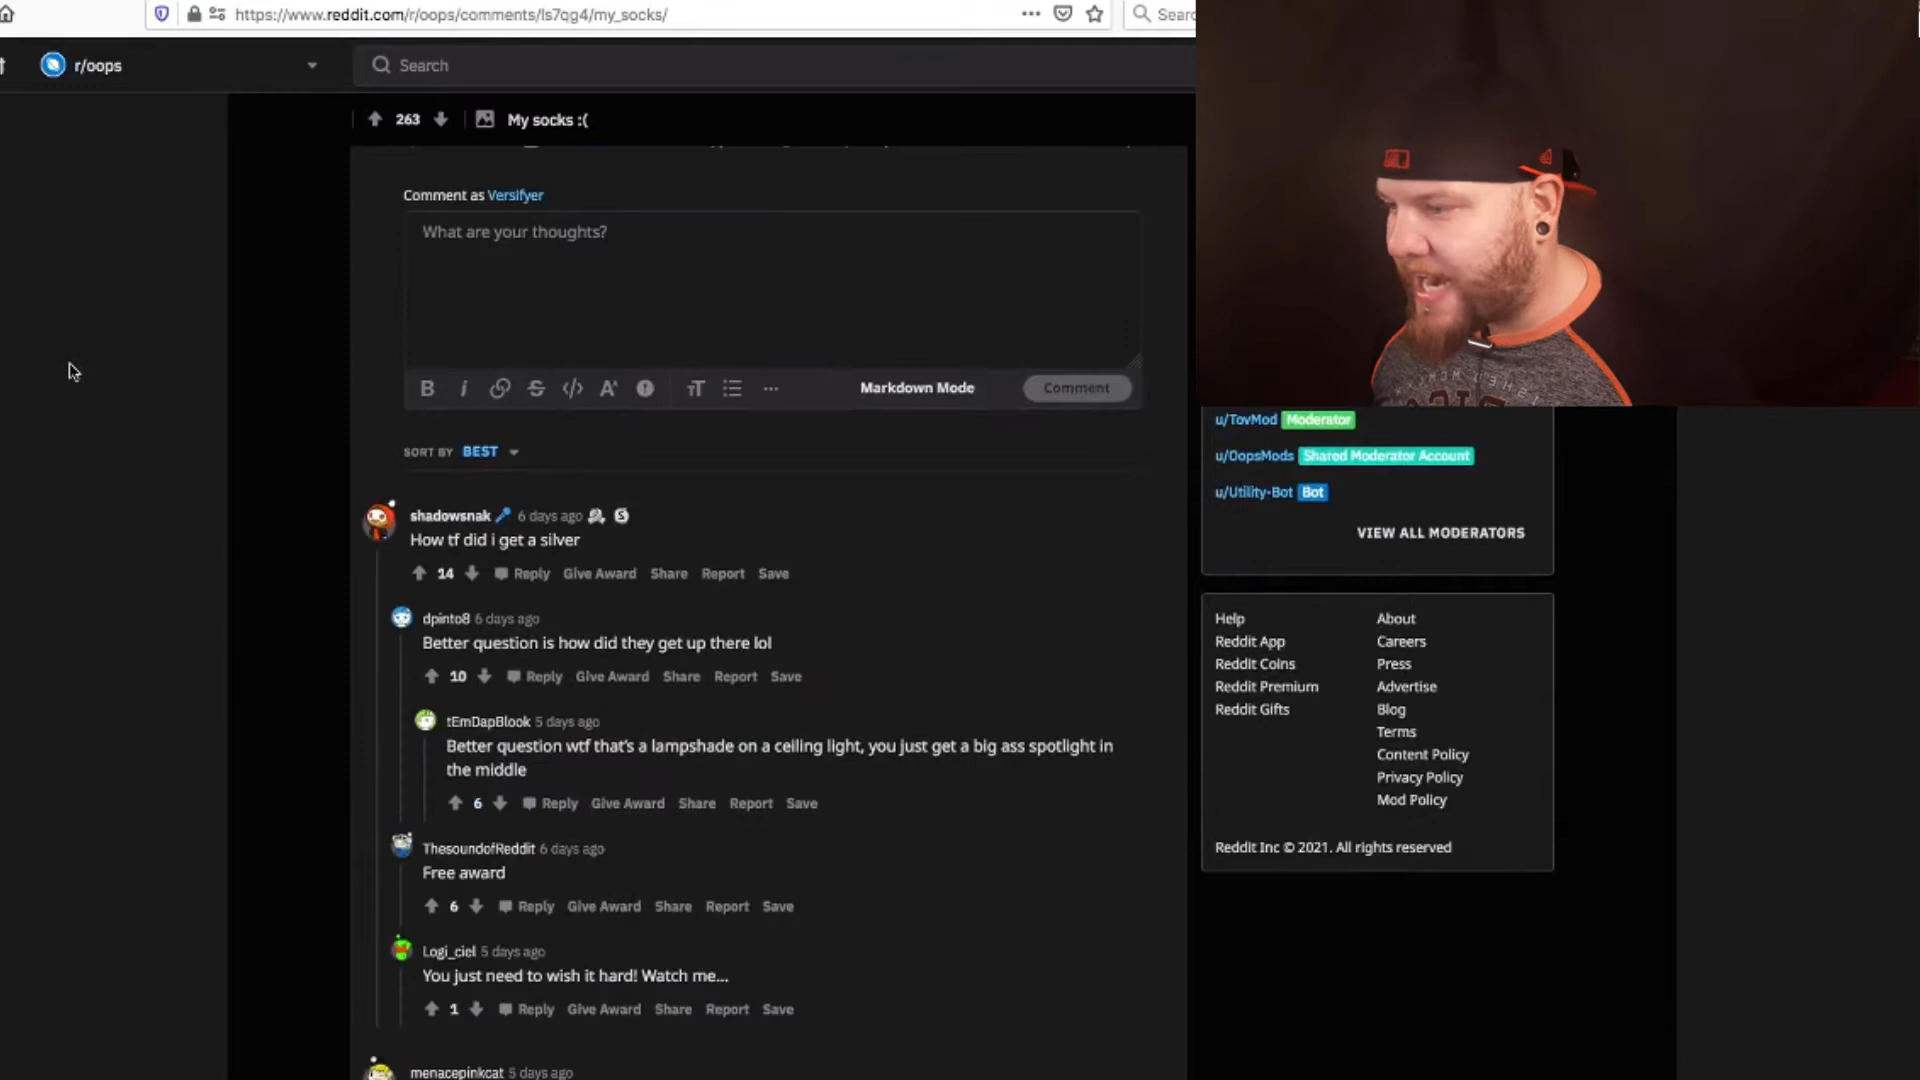 https://www.reddit.com/r/oops/comments/ls7qg4/my_socks/
r/oops
Search
263 My socks :(
Comment as Versifyer
What are your thoughts?
Markdown Mode
Comment
SORT BY BEST
shadowsnak 6 days ago
How tf did i get a silver
14 Reply Give Award Share Report Save
dpinto8 6 days ago
Better question is how did they get up there lol
10 Reply Give Award Share Report Save
tEmDapBlook 5 days ago
Better question wtf that's a lampshade on a ceiling light, you just get a big ass spotlight in
the middle
6 Reply Give Award Share Report Save
ThesoundofReddit 6 days ago
Free award
6 Reply Give Award Share Report Save
Logi_ciel 5 days ago
You just need to wish it hard! Watch me...
1 Reply Give Award Share Report Save
menacepinkcat 5 days ago
u/TovMod Moderator
u/OopsMods Shared Moderator Account
u/Utility-Bot Bot
VIEW ALL MODERATORS
Help About
Reddit App Careers
Reddit Coins Press
Reddit Premium Advertise
Reddit Gifts Blog
Terms
Content Policy
Privacy Policy
Mod Policy
Reddit Inc © 2021. All rights reserved